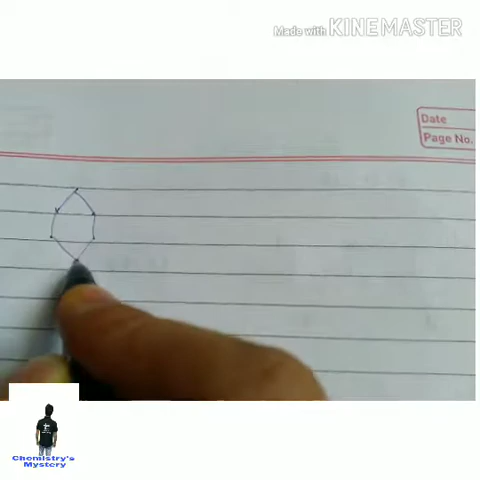 Made with KINEMASTER
Date
Page No.
Chemistry's
Mystery